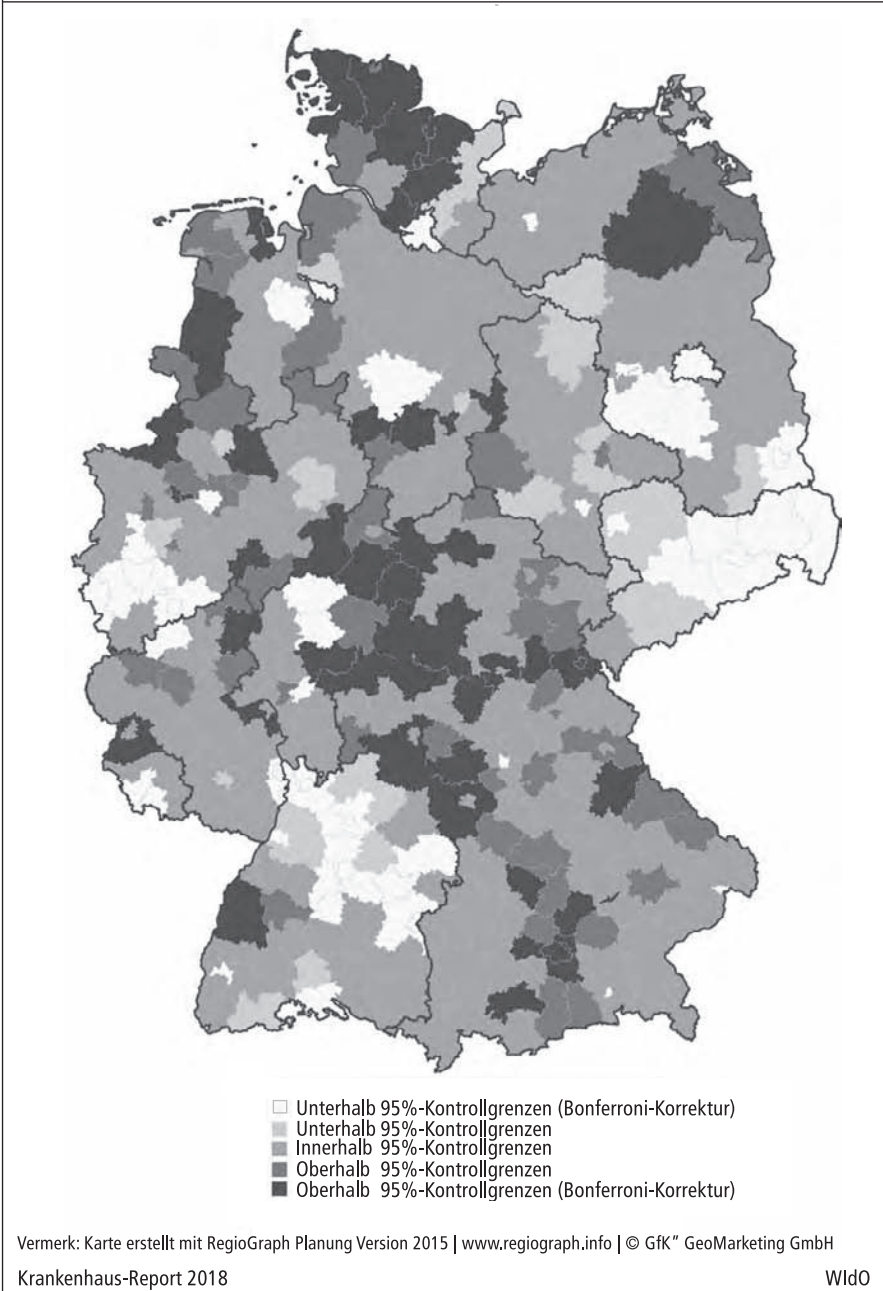 Unterhalb 95%-Kontrollgrenzen (Bonferroni-Korrektur)
Unterhalb 95%-Kontrollgrenzen
Innerhalb 95%-Kontrollgrenzen
Oberhalb 95%-Kontrollgrenzen
Oberhalb 95%-Kontrollgrenzen (Bonferroni-Korrektur)
Vermerk: Karte erstellt mit RegioGraph Planung Version 2015 | www.regiograph.info | © GfK" GeoMarketing GmbH
Krankenhaus-Report 2018 WIdO